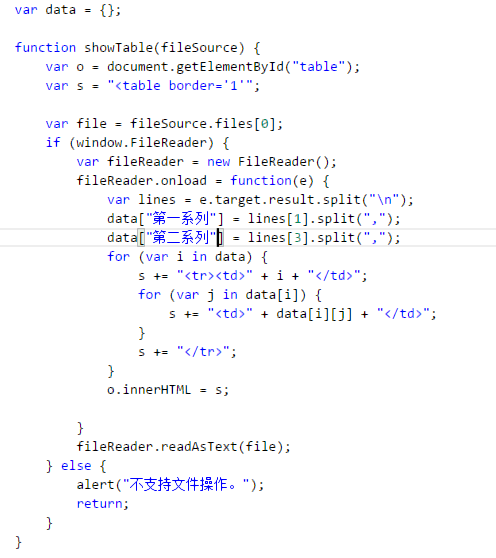 var data = {};
function showTable(fileSource) {
var o = document.getElementById("table");
var s = "<table border='1'";
var file = fileSource.files[0];
if (window.FileReader) {
var fileReader = new FileReader();
fileReader.onload = function(e) {
var lines = e.target.result.split("\n");
data["第一系列"] = lines[1].split(",");
data["第二系列"] = lines[3].split(",");
for (var i in data) {
s += "<tr><td>" + i + "</td>";
for (var j in data[i]) {
s += "<td>" + data[i][j] + "</td>";
}
s += "</tr>";
}
o.innerHTML = s;
}
fileReader.readAsText(file);
} else {
alert("不支持文件操作。");
return;
}
}